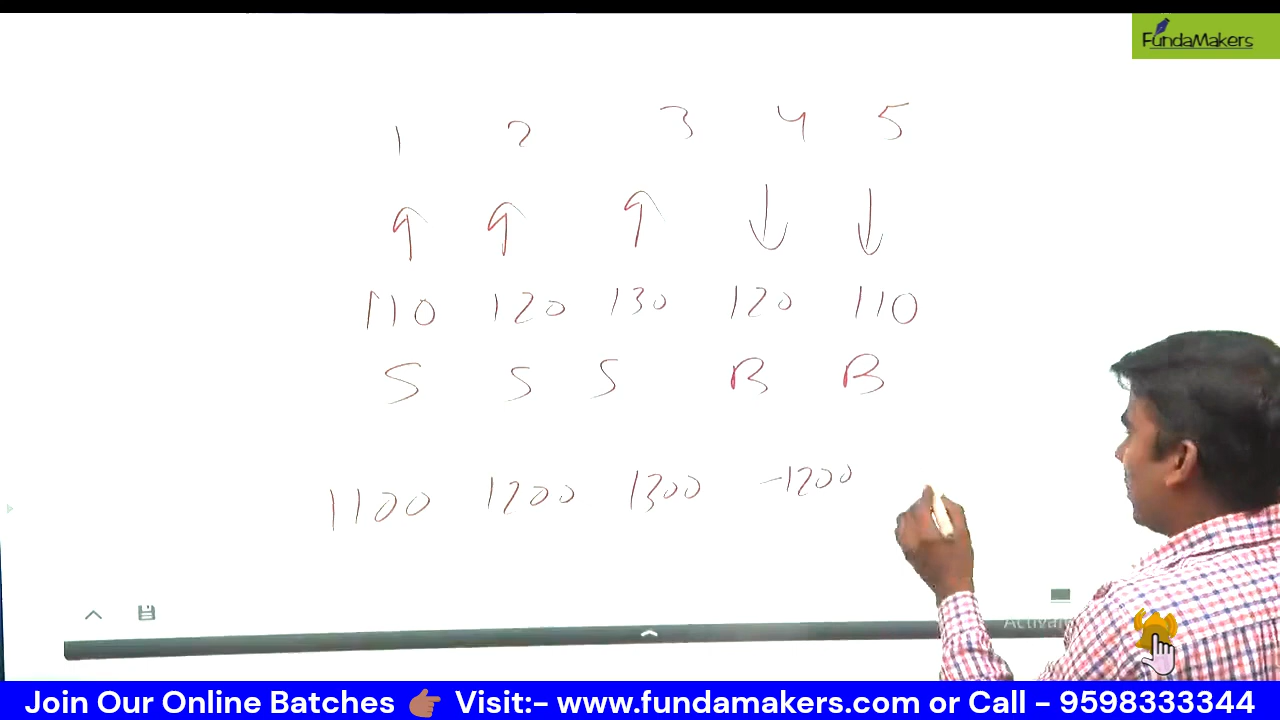 FundaMakers
1 2 3 4 5
↑ ↑ ↑ ↓ ↓
110 120 130 120 110
S S S B B
1100 1200 1300 -1200
Join Our Online Batches 👉🏽 Visit:- www.fundamakers.com or Call - 9598333344